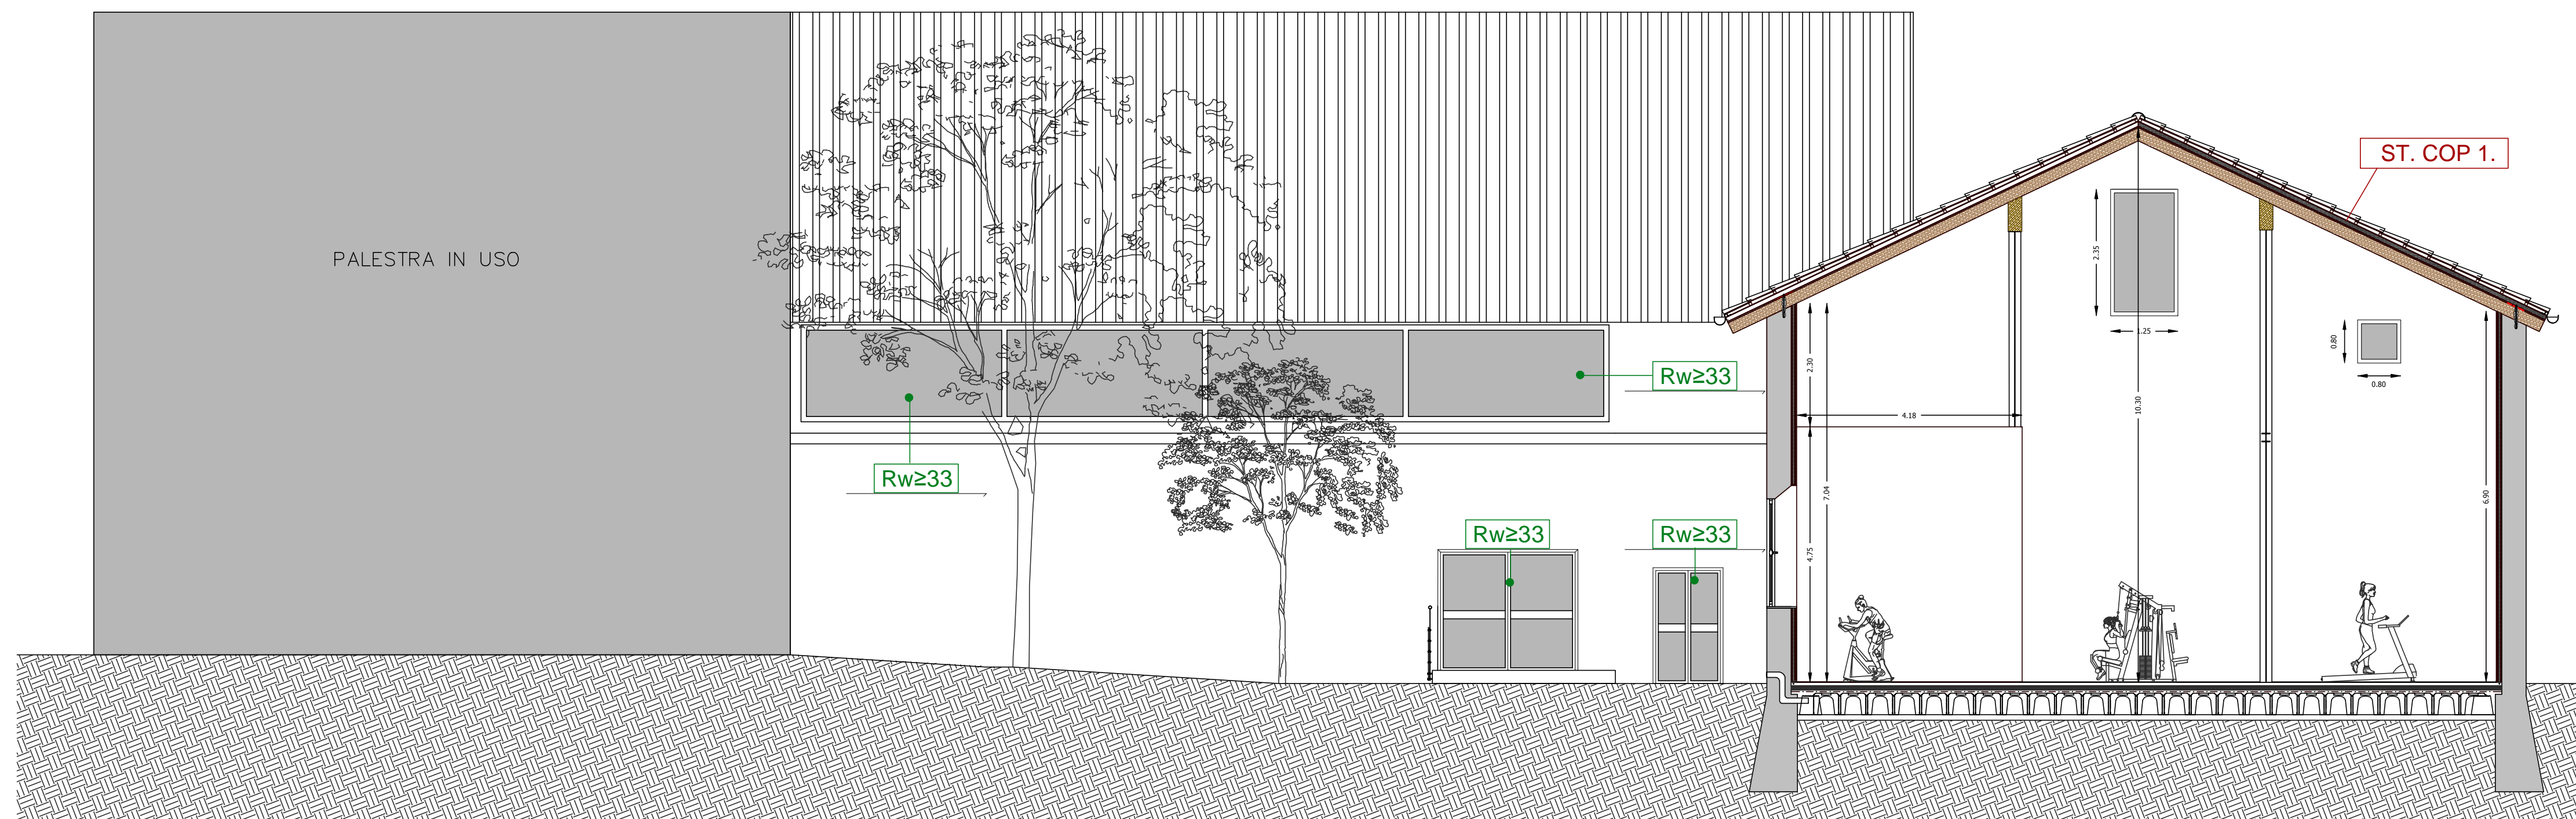 ST. COP 1.
PALESTRA IN USO
2.35
1.25
0.80
0.80
2.30
Rw≥33
10.30
4.18
Rw≥33
7.04
6.90
Rw≥33
Rw≥33
4.75